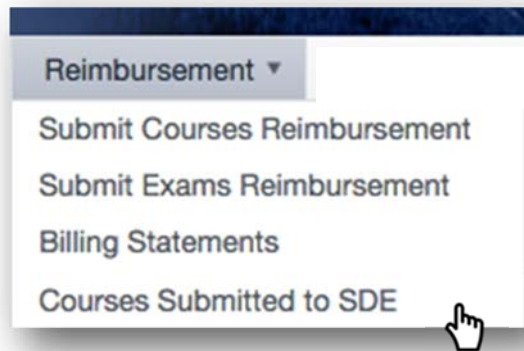 Reimbursement ▼
Submit Courses Reimbursement
Submit Exams Reimbursement
Billing Statements
Courses Submitted to SDE